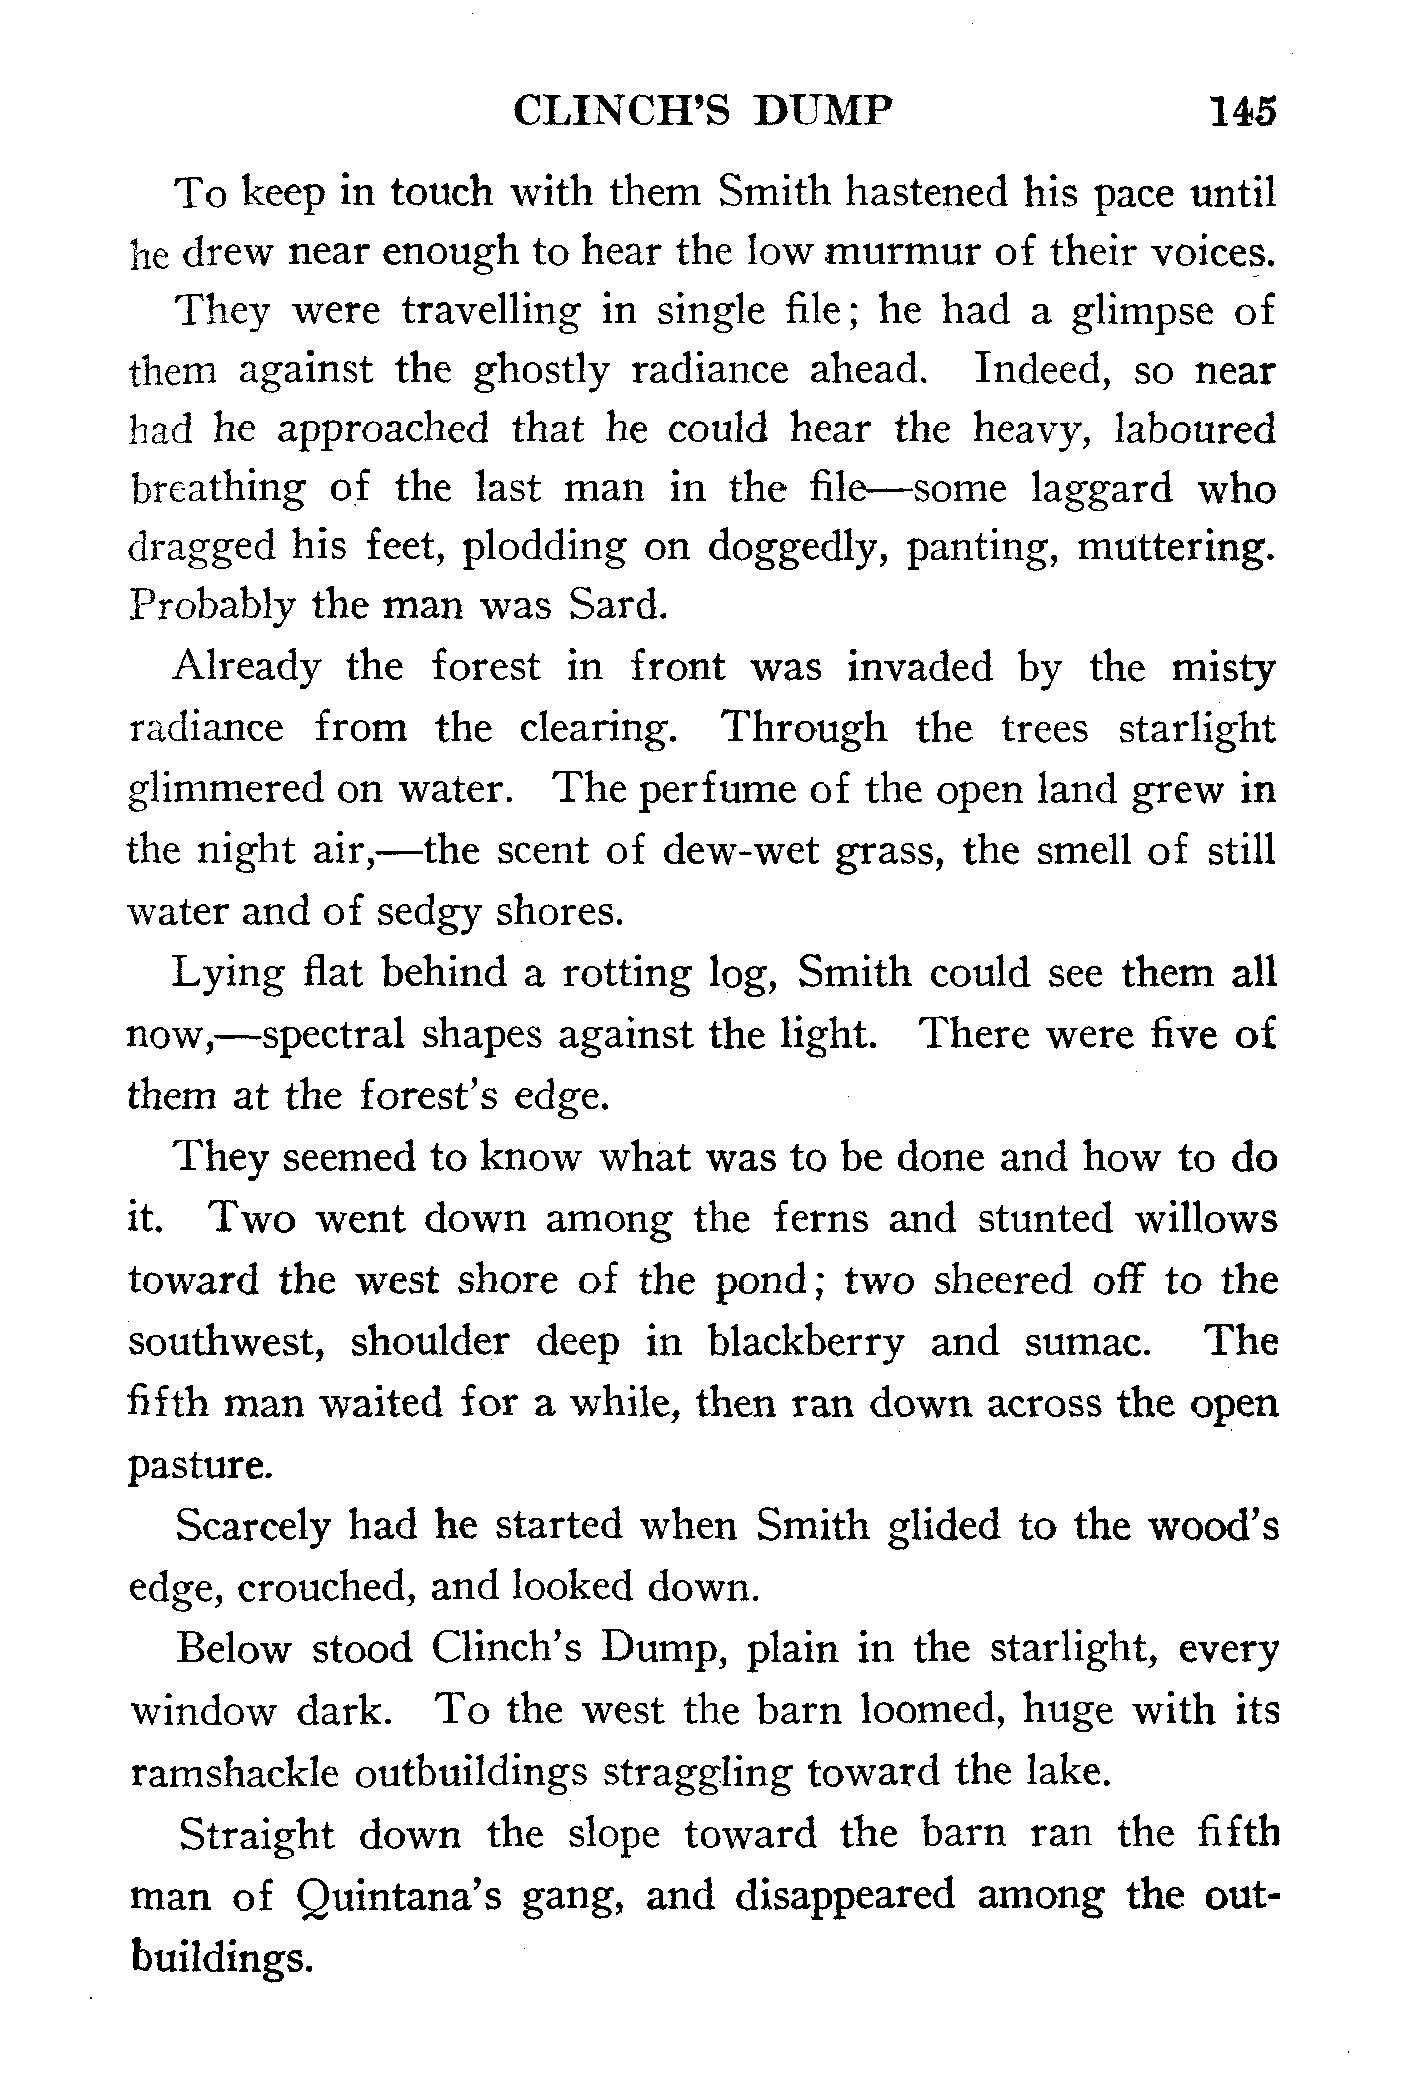 CLINCH'S DUMP 145
To keep in touch with them Smith hastened his pace until
he drew near enough to hear the low murmur of their voices.
They were travelling in single file; he had a glimpse of
them against the ghostly radiance ahead. Indeed, so near
had he approached that he could hear the heavy, laboured
breathing of the last man in the file—some laggard who
dragged his feet, plodding on doggedly, panting, muttering.
Probably the man was Sard.
Already the forest in front was invaded by the misty
radiance from the clearing. Through the trees starlight
glimmered on water. The perfume of the open land grew in
the night air,—the scent of dew-wet grass, the smell of still
water and of sedgy shores.
Lying flat behind a rotting log, Smith could see them all
now,—spectral shapes against the light. There were five of
them at the forest's edge.
They seemed to know what was to be done and how to do
it. Two went down among the ferns and stunted willows
toward the west shore of the pond; two sheered off to the
southwest, shoulder deep in blackberry and sumac. The
fifth man waited for a while, then ran down across the open
pasture.
Scarcely had he started when Smith glided to the wood's
edge, crouched, and looked down.
Below stood Clinch's Dump, plain in the starlight, every
window dark. To the west the barn loomed, huge with its
ramshackle outbuildings straggling toward the lake.
Straight down the slope toward the barn ran the fifth
man of Quintana's gang, and disappeared among the out-
buildings.